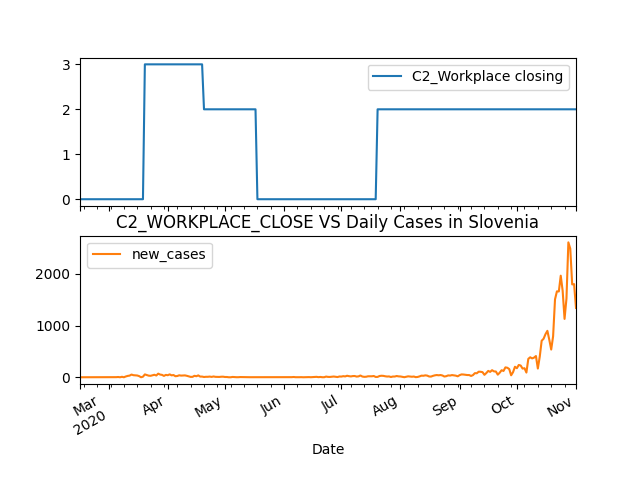 3
2
1
0
C2_Workplace closing
C2_WORKPLACE_CLOSE VS Daily Cases in Slovenia
new_cases
2000
1000
0
Mar
2020
Apr
May
Jun
Jul
Aug
Sep
Oct
Nov
Date